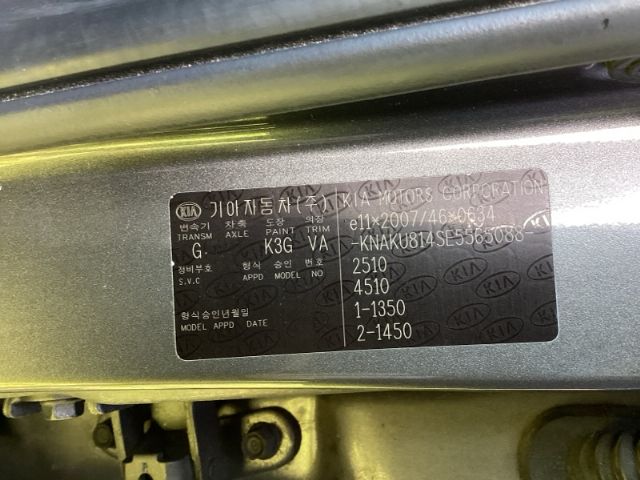 KIA 기아자동차(주) KIA MOTORS CORPORATION
변속기 차축 도장 의장
TRANSM AXLE PAINT TRIM
G K3G VA
정비부호 형식 승인 번호
S.V.C APPD MODEL NO
형식승인년월일
MODEL APPD DATE
e11*2007/46*0634
-KNAKU814SE5565088-
2510
4510
1-1350
2-1450